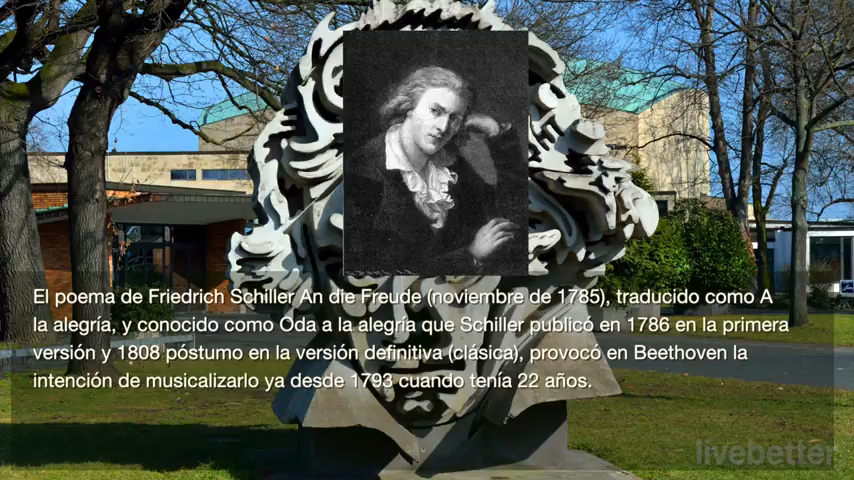 El poema de Friedrich Schiller An die Freude (noviembre de 1785), traducido como A
la alegría, y conocido como Oda a la alegría que Schiller publicó en 1786 en la primera
versión y 1808 póstumo en la versión definitiva (clásica), provocó en Beethoven la
intención de musicalizarlo ya desde 1793 cuando tenía 22 años.
livebetter